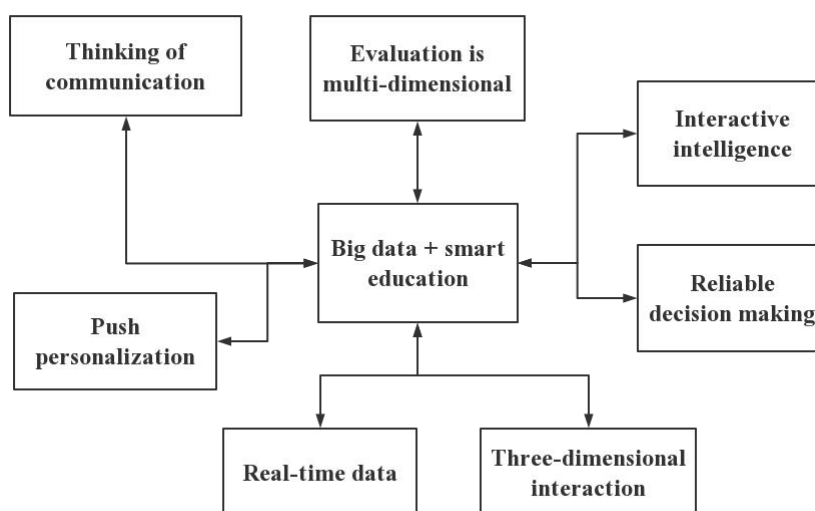 Thinking of
communication
Evaluation is
multi-dimensional
Interactive
intelligence
Big data + smart
education
Reliable
decision making
Push
personalization
Real-time data
Three-dimensional
interaction